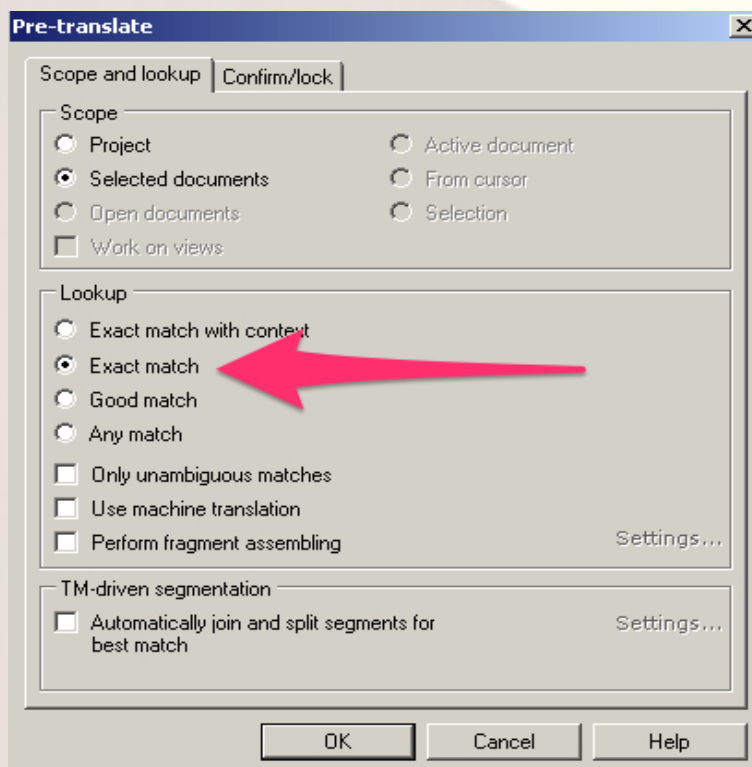 Pre-translate
Scope and lookup Confirm/lock
Scope
Project Active document
Selected documents From cursor
Open documents Selection
Work on views
Lookup
Exact match with context
Exact match
Good match
Any match
Only unambiguous matches
Use machine translation
Perform fragment assembling Settings...
TM-driven segmentation
Automatically join and split segments for Settings...
best match
OK Cancel Help